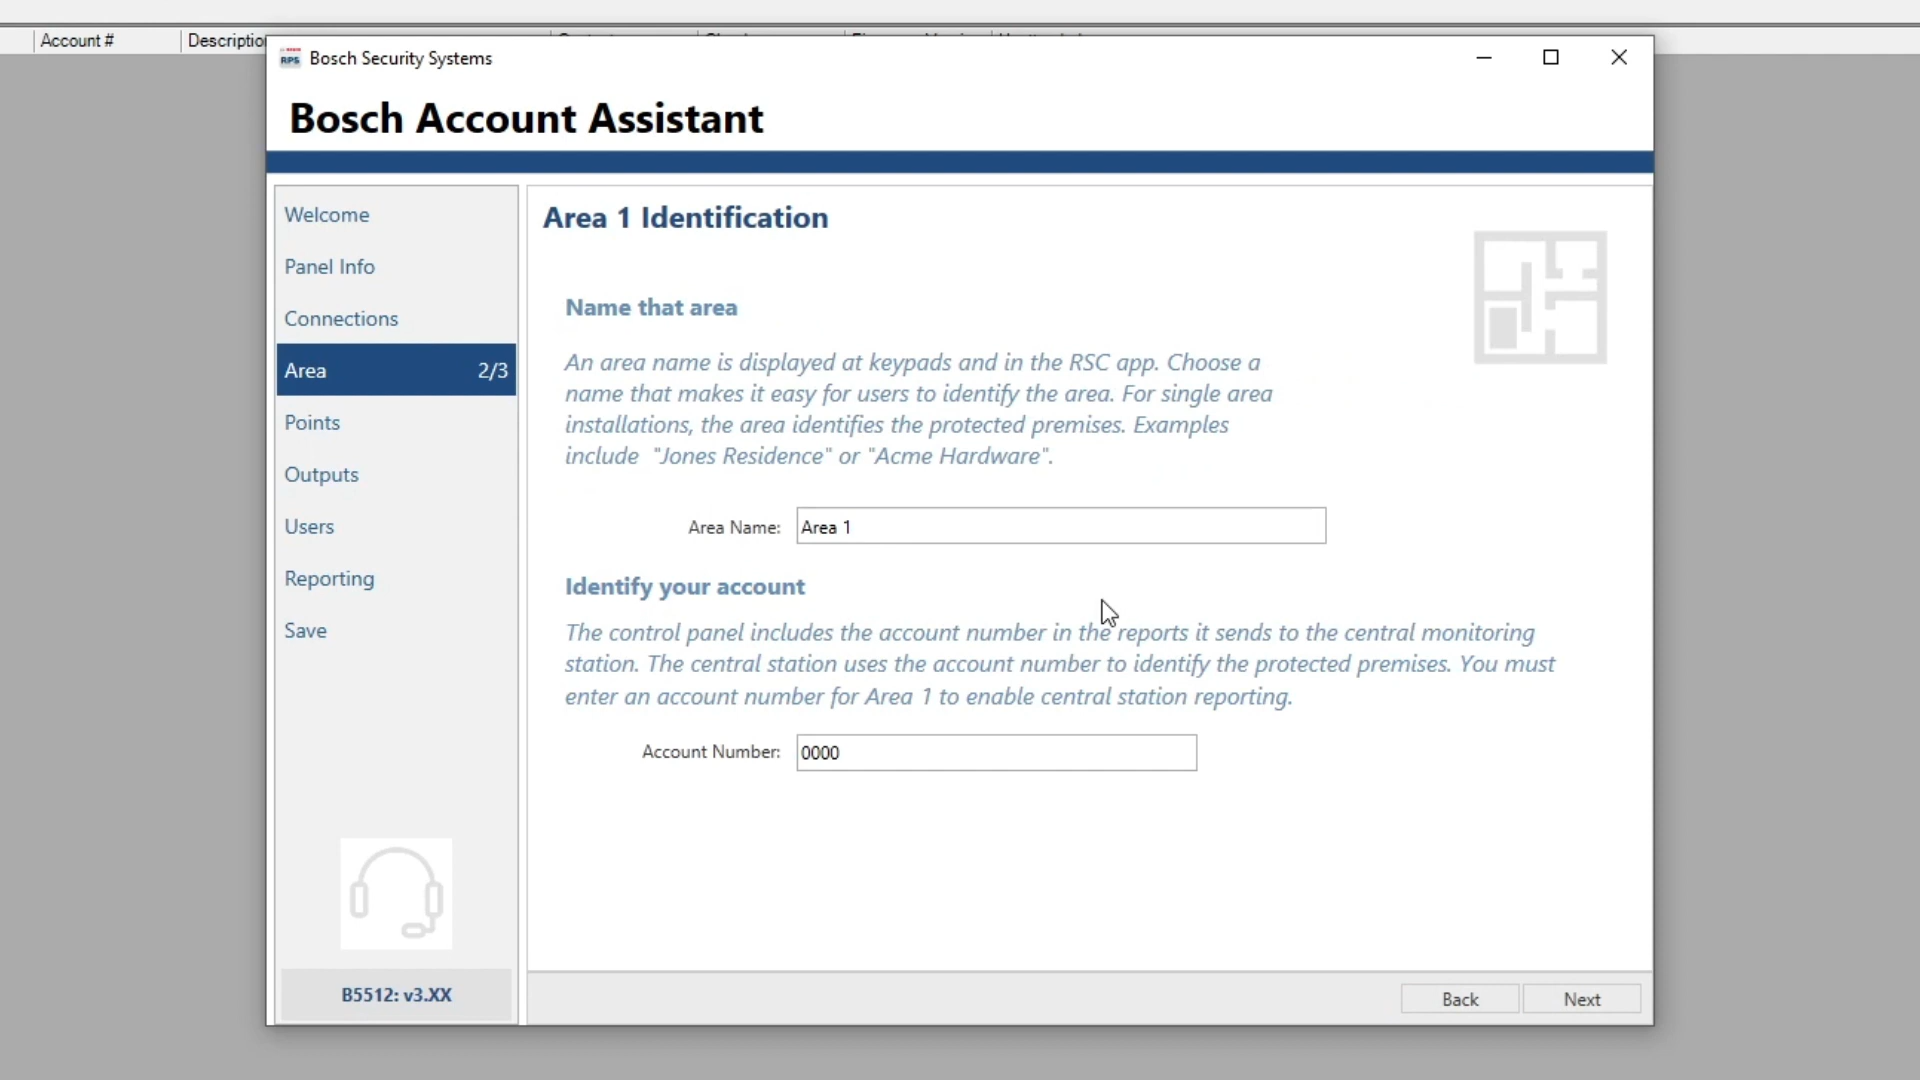 Account #
Bosch Security Systems
Bosch Account Assistant
Welcome
Panel Info
Connections
Area 2/3
Points
Outputs
Users
Reporting
Save
B5512: v3.XX
Area 1 Identification
Name that area
An area name is displayed at keypads and in the RSC app. Choose a
name that makes it easy for users to identify the area. For single area
installations, the area identifies the protected premises. Examples
include "Jones Residence" or "Acme Hardware".
Area Name: Area 1
Identify your account
The control panel includes the account number in the reports it sends to the central monitoring
station. The central station uses the account number to identify the protected premises. You must
enter an account number for Area 1 to enable central station reporting.
Account Number: 0000
Back Next